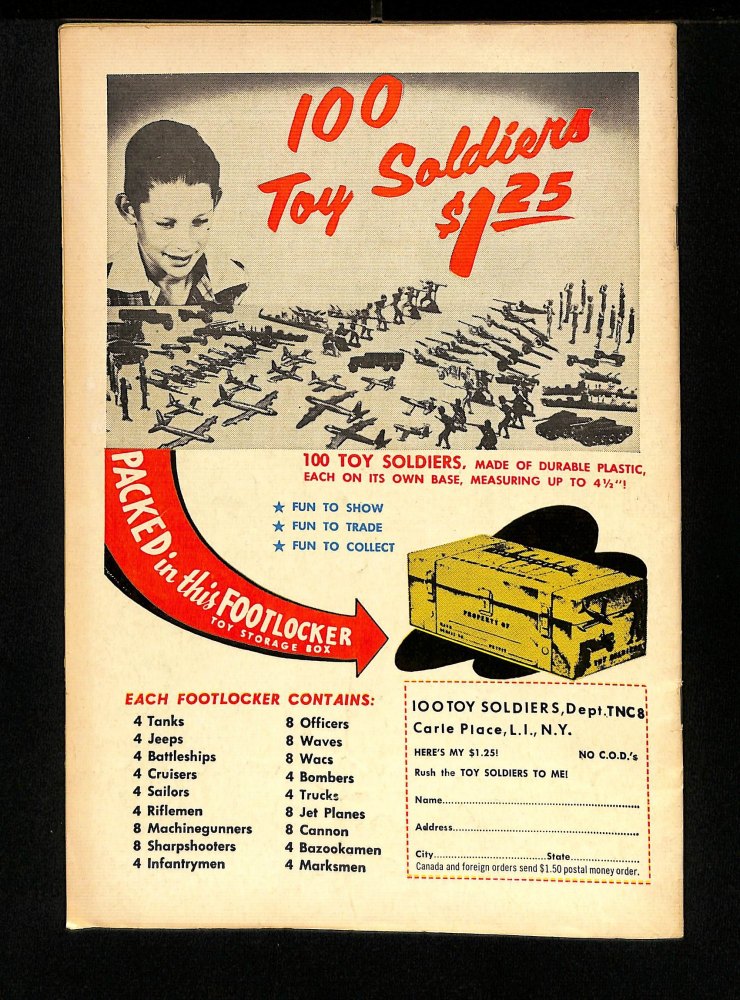 100
Toy Soldiers
$1.25
100 TOY SOLDIERS, MADE OF DURABLE PLASTIC,
EACH ON ITS OWN BASE, MEASURING UP TO 4½"!
★ FUN TO SHOW
★ FUN TO TRADE
★ FUN TO COLLECT
PACKED in this FOOTLOCKER
TOY STORAGE BOX
PROPERTY OF
TOY SOLDIERS
EACH FOOTLOCKER CONTAINS:
4 Tanks
4 Jeeps
4 Battleships
4 Cruisers
4 Sailors
4 Riflemen
8 Machinegunners
8 Sharpshooters
4 Infantrymen
8 Officers
8 Waves
8 Wacs
4 Bombers
4 Trucks
8 Jet Planes
8 Cannon
4 Bazookamen
4 Marksmen
100 TOY SOLDIERS, Dept. TNC8
Carle Place, L.I., N.Y.
HERE'S MY $1.25! NO C.O.D.'s
Rush the TOY SOLDIERS TO ME!
Name
Address
City State
Canada and foreign orders send $1.50 postal money order.